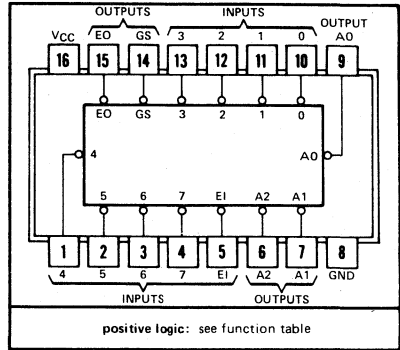 OUTPUTS INPUTS OUTPUT
VCC EO GS 3 2 1 0 A0
16 15 14 13 12 11 10 9
EO GS 3 2 1 0
4 A0
5 6 7 EI A2 A1
1 2 3 4 5 6 7 8
4 5 6 7 EI A2 A1 GND
INPUTS OUTPUTS
positive logic: see function table